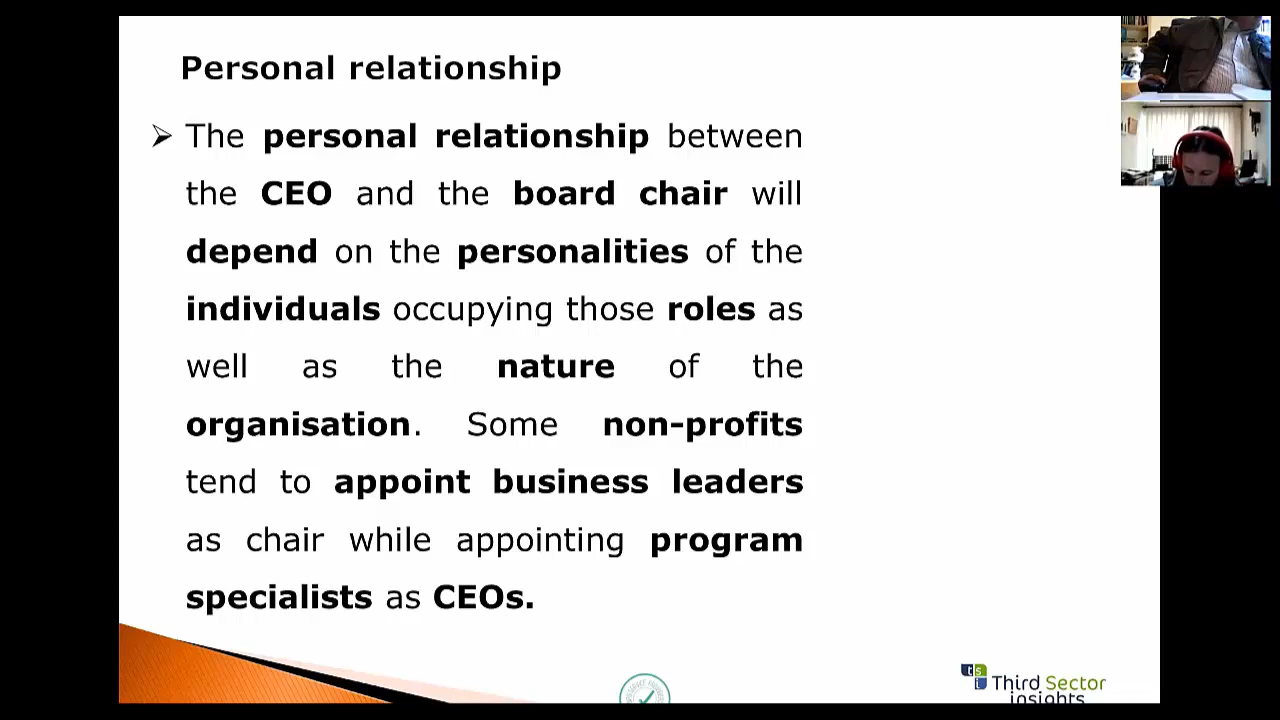 Personal relationship
➢ The personal relationship between
the CEO and the board chair will
depend on the personalities of the
individuals occupying those roles as
well as the nature of the
organisation. Some non-profits
tend to appoint business leaders
as chair while appointing program
specialists as CEOs.
tsi
Third Sector
insights